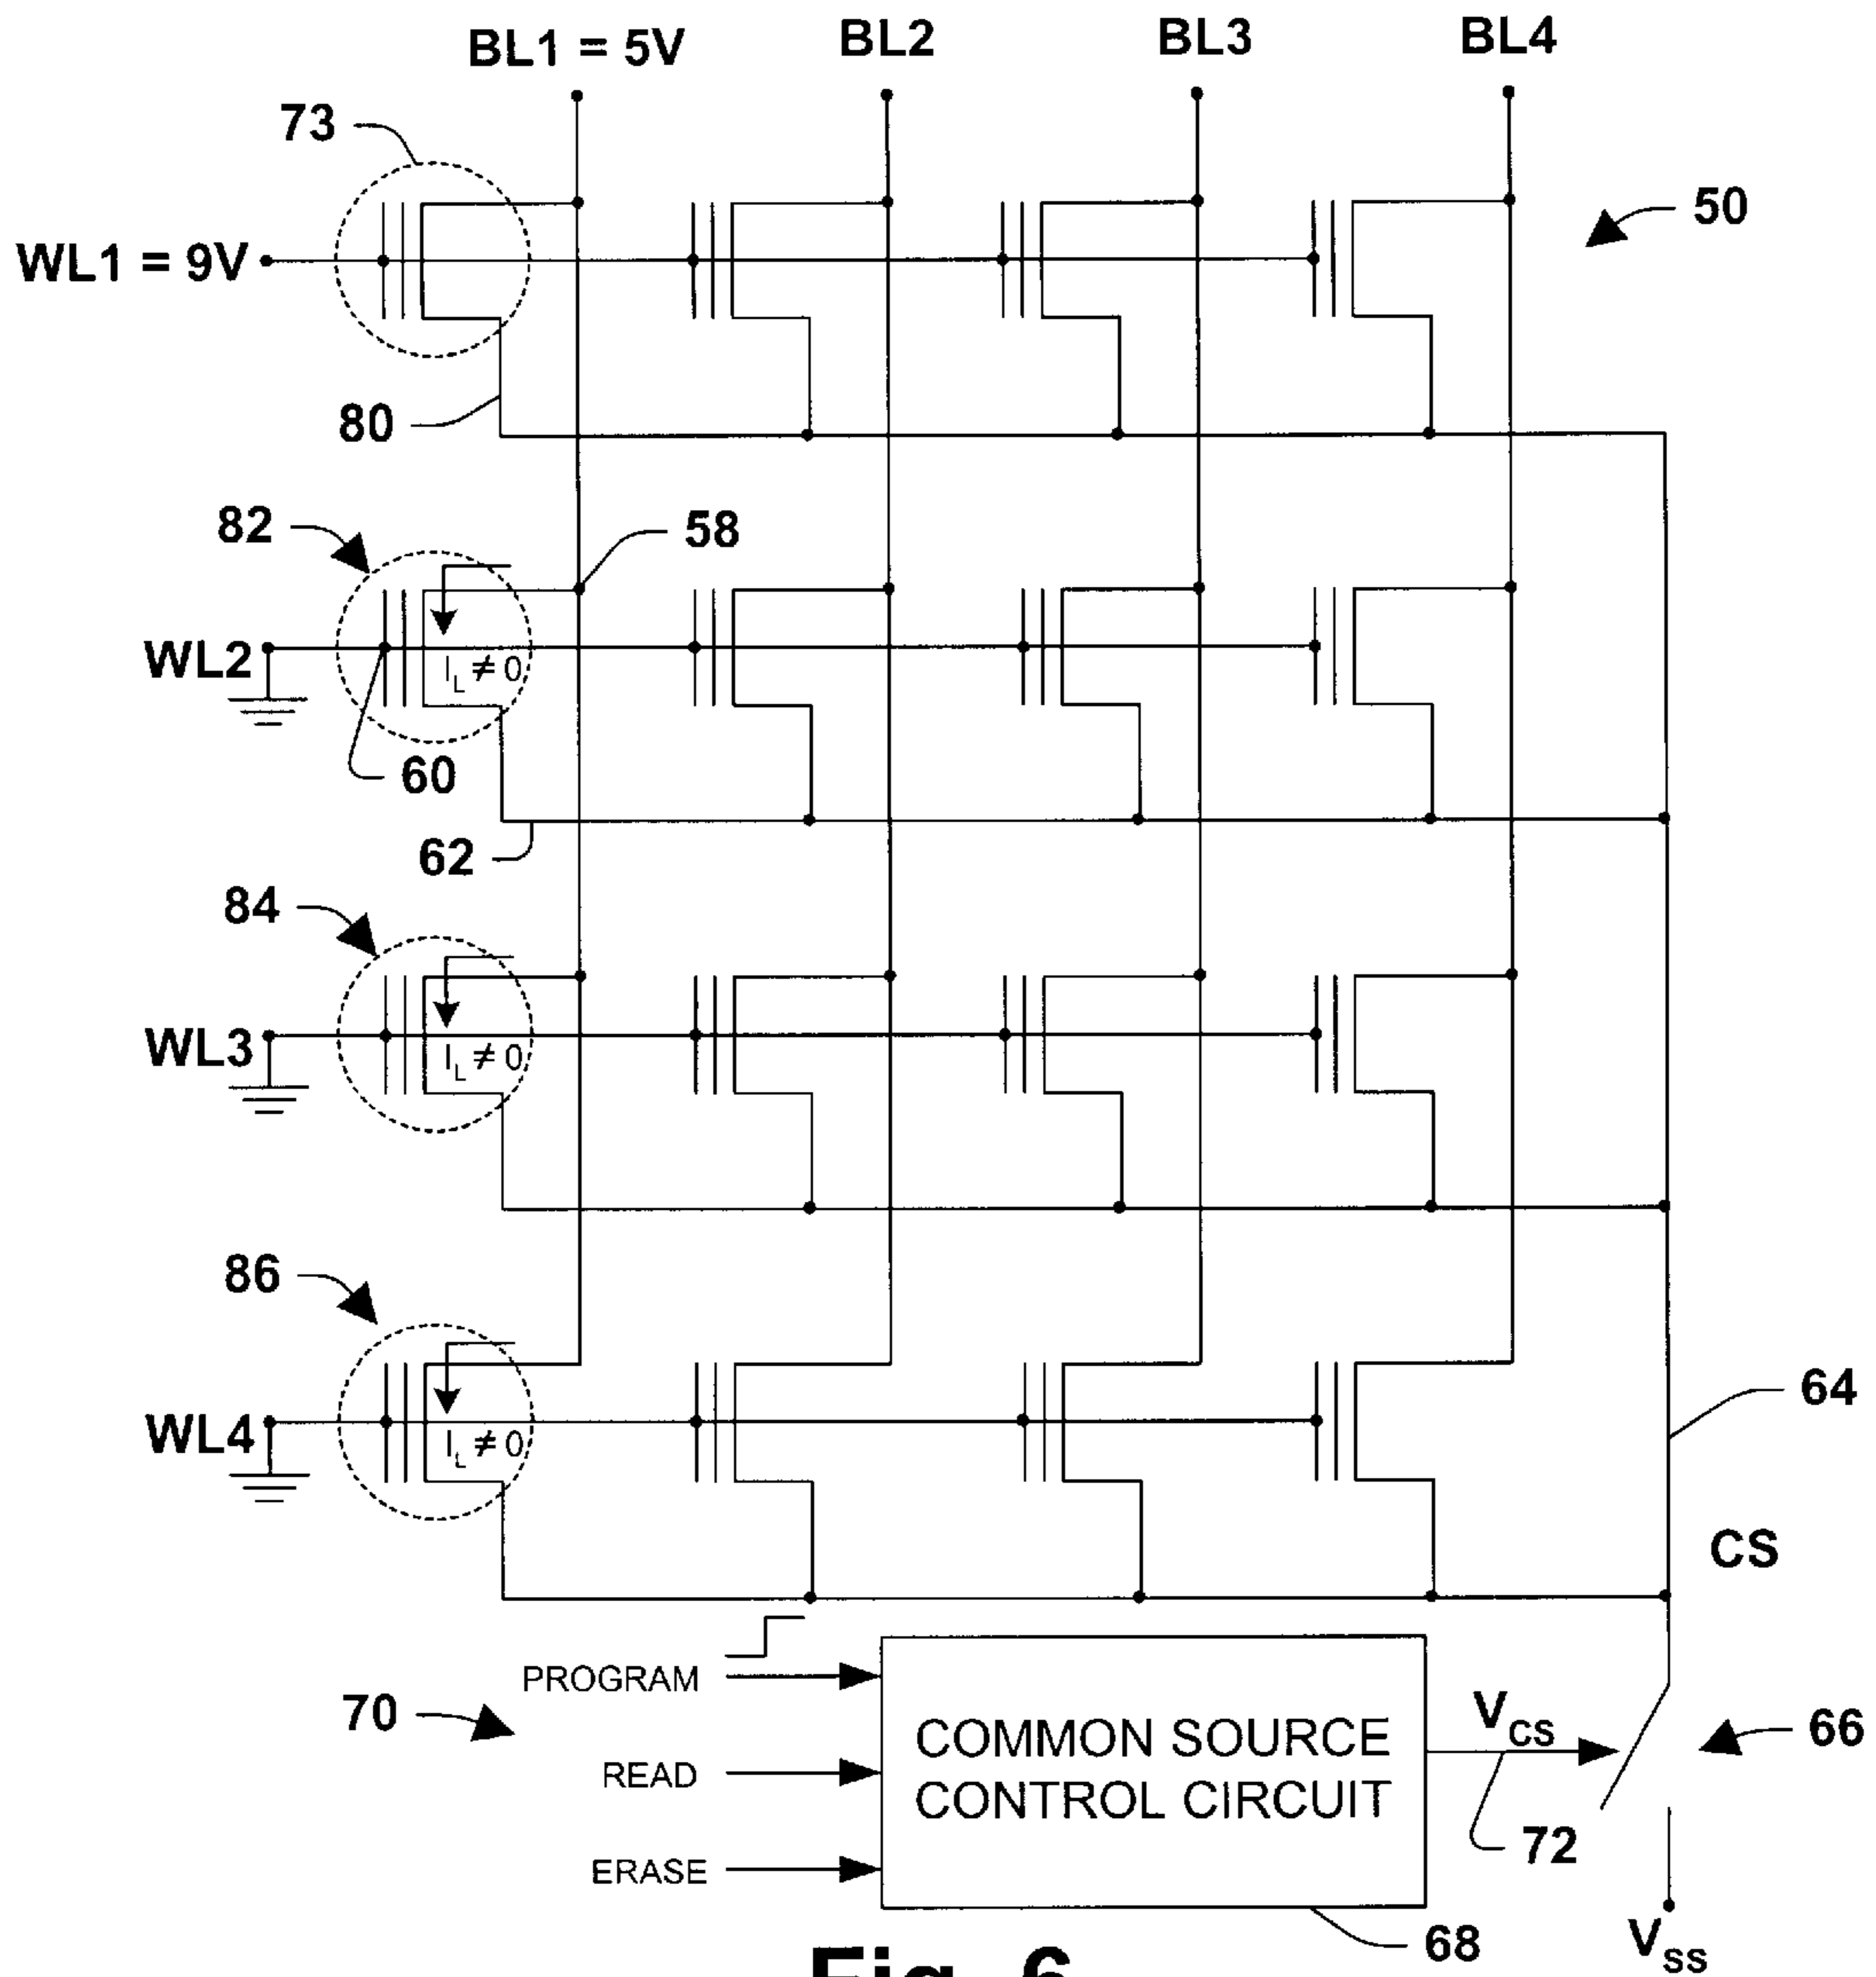 BL1 = 5V
BL2
BL3
BL4
73
50
WL1 = 9V
80
82
58
WL2
I_L ≠ 0
60
62
84
WL3
I_L ≠ 0
86
64
WL4
I_L ≠ 0
CS
PROGRAM
70
COMMON SOURCE
CONTROL CIRCUIT
V_CS
66
READ
72
ERASE
68
V_SS
Fig. 6